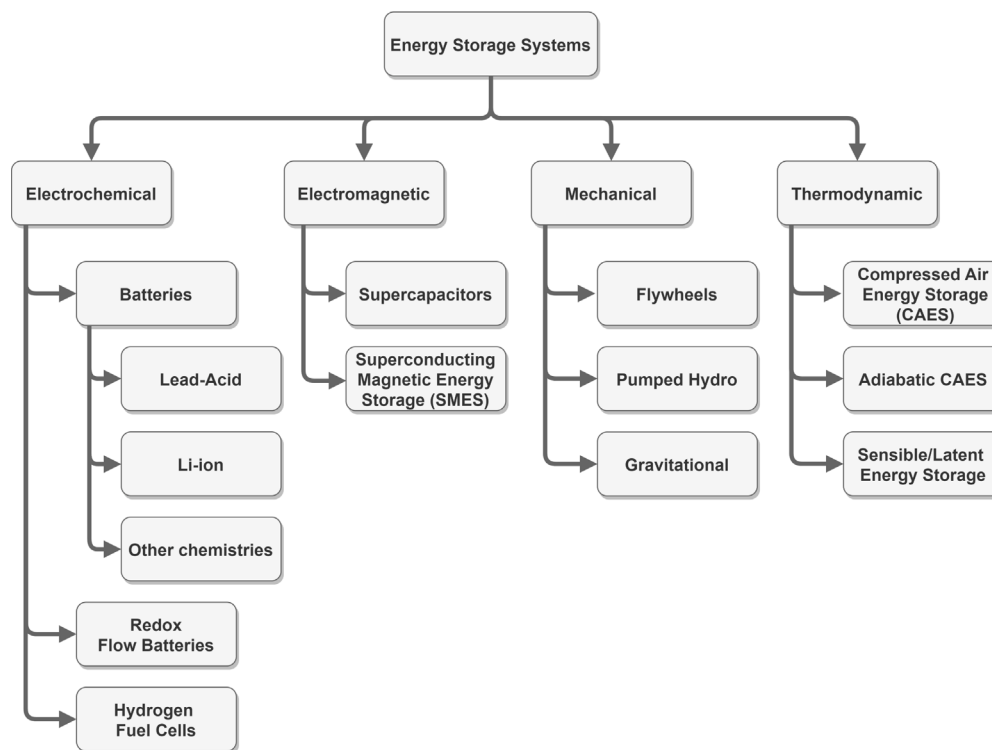 Energy Storage Systems
Electrochemical
Electromagnetic
Mechanical
Thermodynamic
Batteries
Supercapacitors
Flywheels
Compressed Air
Energy Storage
(CAES)
Lead-Acid
Superconducting
Magnetic Energy
Storage (SMES)
Pumped Hydro
Adiabatic CAES
Li-ion
Gravitational
Sensible/Latent
Energy Storage
Other chemistries
Redox
Flow Batteries
Hydrogen
Fuel Cells